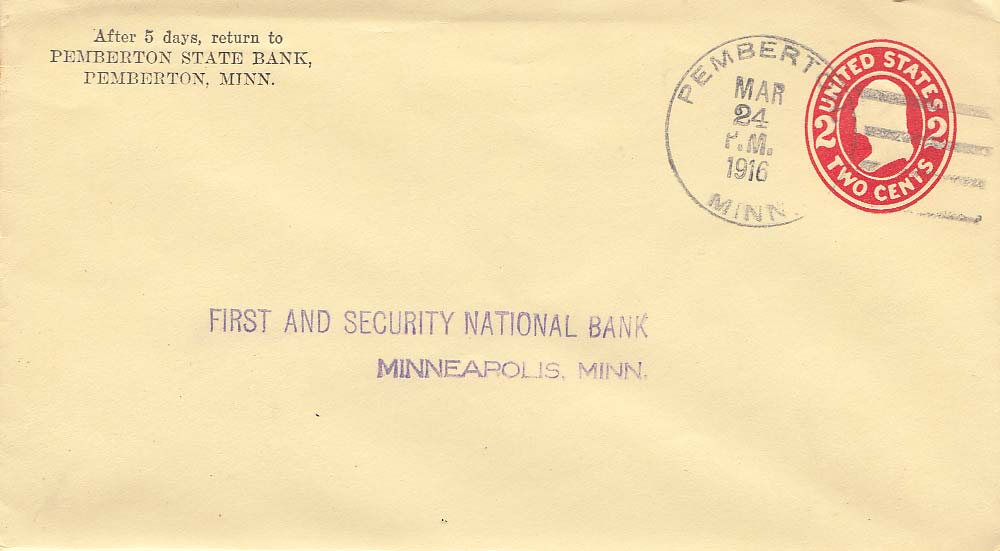 After 5 days, return to
PEMBERTON STATE BANK,
PEMBERTON, MINN.
PEMBERTO
MAR
24
P.M.
1916
MINN.
UNITED STATES
2 2
TWO CENTS
FIRST AND SECURITY NATIONAL BANK
MINNEAPOLIS, MINN.